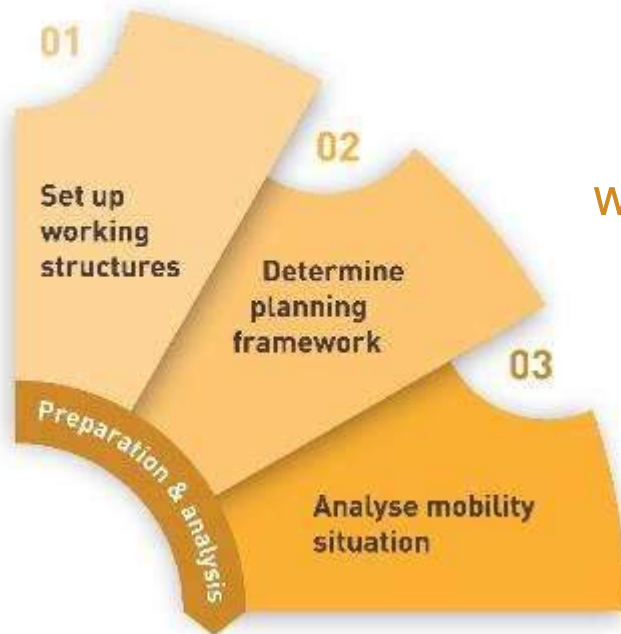 01
Set up
working
structures
02
Determine
planning
framework
03
Analyse mobility
situation
Preparation & analysis
W